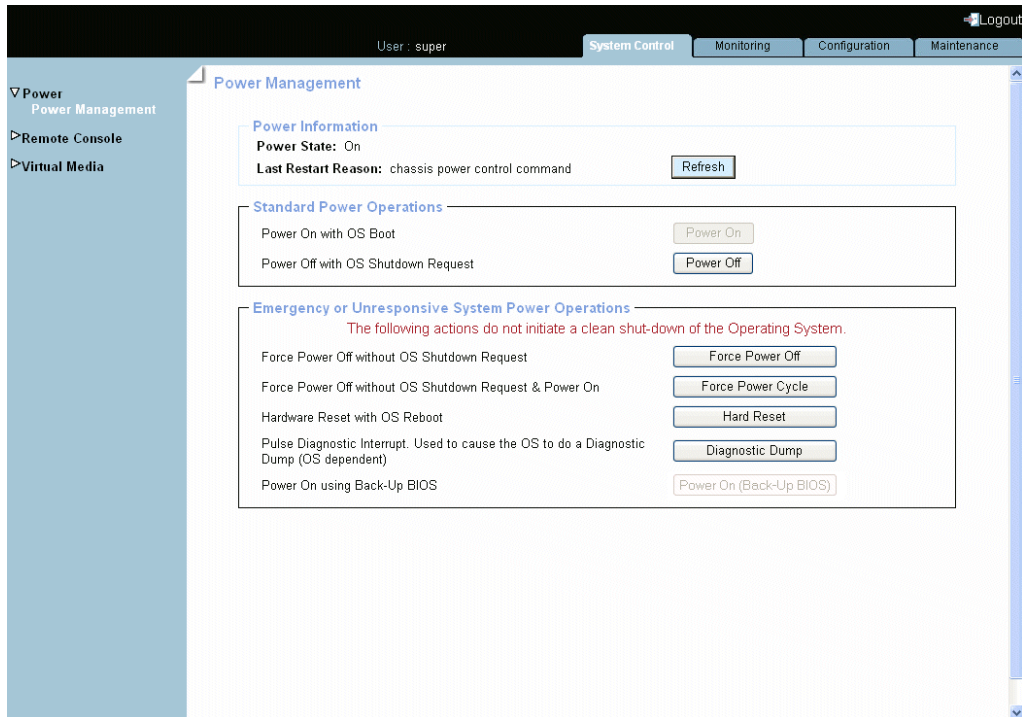 Logout
User : super
System Control
Monitoring
Configuration
Maintenance
Power
Power Management
Remote Console
Virtual Media
Power Management
Power Information
Power State: On
Last Restart Reason: chassis power control command
Refresh
Standard Power Operations
Power On with OS Boot
Power On
Power Off with OS Shutdown Request
Power Off
Emergency or Unresponsive System Power Operations
The following actions do not initiate a clean shut-down of the Operating System.
Force Power Off without OS Shutdown Request
Force Power Off
Force Power Off without OS Shutdown Request & Power On
Force Power Cycle
Hardware Reset with OS Reboot
Hard Reset
Pulse Diagnostic Interrupt. Used to cause the OS to do a Diagnostic
Dump (OS dependent)
Diagnostic Dump
Power On using Back-Up BIOS
Power On (Back-Up BIOS)